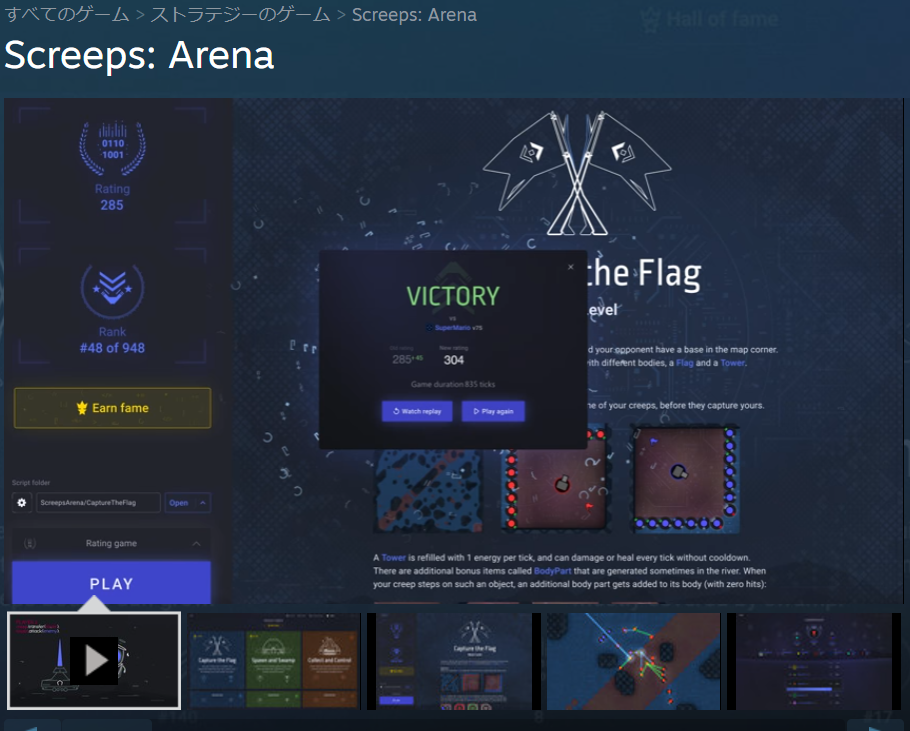 すべてのゲーム > ストラテジーのゲーム > Screeps: Arena
Hall of fame
Screeps: Arena
0110
1001
Rating
285
Rank
#48 of 948
Earn fame
Script folder
ScreepsArena/CaptureTheFlag
Open
Rating game
PLAY
the Flag
evel
VICTORY
vs
SuperMario v75
New rating
285
304
Game duration 835 ticks
Watch replay
Play again
d your opponent have a base in the map corner.
ith different bodies, a Flag and a Tower.
ne of your creeps, before they capture yours.
A Tower is refilled with 1 energy per tick, and can damage or heal every tick without cooldown.
There are additional bonus items called BodyPart that are generated sometimes in the river. When
your creep steps on such an object, an additional body part gets added to its body (with zero hits):
Capture the Flag
Spawn and Swamp
Collect and Control
Capture the Flag